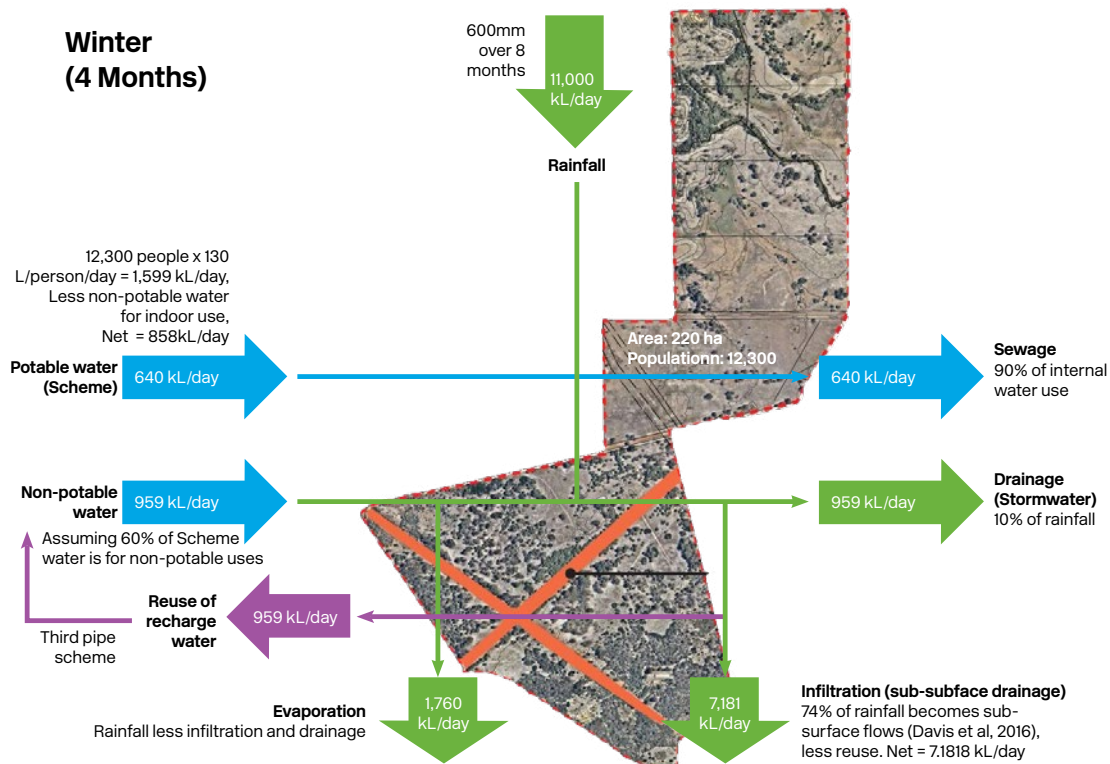 Winter
(4 Months)
600mm
over 8
months
11,000
kL/day
Rainfall
12,300 people x 130
L/person/day = 1,599 kL/day,
Less non-potable water
for indoor use,
Net = 858kL/day
Potable water
(Scheme)
640 kL/day
Area: 220 ha
Populationn: 12,300
640 kL/day
Sewage
90% of internal
water use
Non-potable
water
959 kL/day
Assuming 60% of Scheme
water is for non-potable uses
959 kL/day
Drainage
(Stormwater)
10% of rainfall
Reuse of
recharge
water
959 kL/day
Third pipe
scheme
Evaporation
Rainfall less infiltration and drainage
1,760
kL/day
7,181
kL/day
Infiltration (sub-subface drainage)
74% of rainfall becomes sub-
surface flows (Davis et al, 2016),
less reuse. Net = 7.1818 kL/day